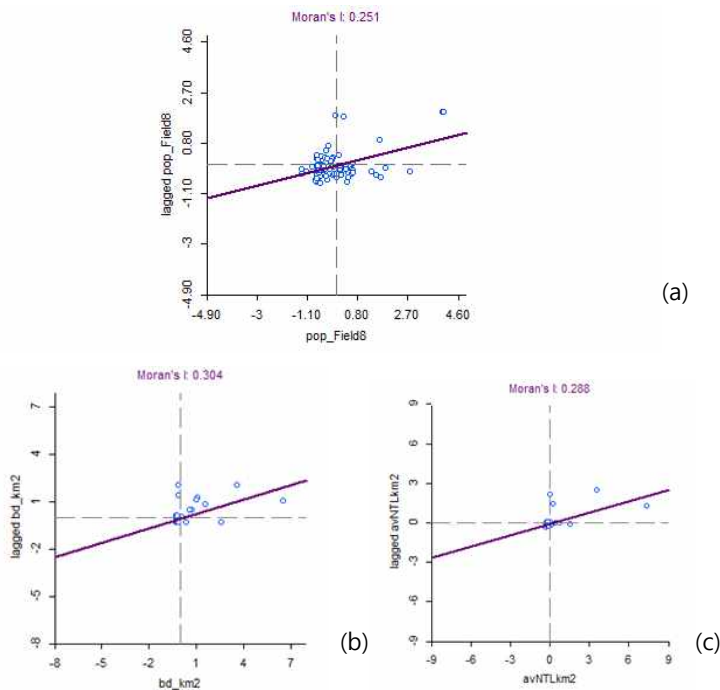 Moran's I: 0.251
4.60
2.70
0.80
-1.10
-3
-4.90
lagged pop_Field8
-4.90 -3 -1.10 0.80 2.70 4.60
pop_Field8
(a)
Moran's I: 0.304
7
4
1
-2
-5
-8
lagged bd_km2
-8 -5 -2 1 4 7
bd_km2
(b)
Moran's I: 0.288
9
6
3
0
-3
-6
-9
lagged avNTLkm2
-9 -6 -3 0 3 6 9
avNTLkm2
(c)